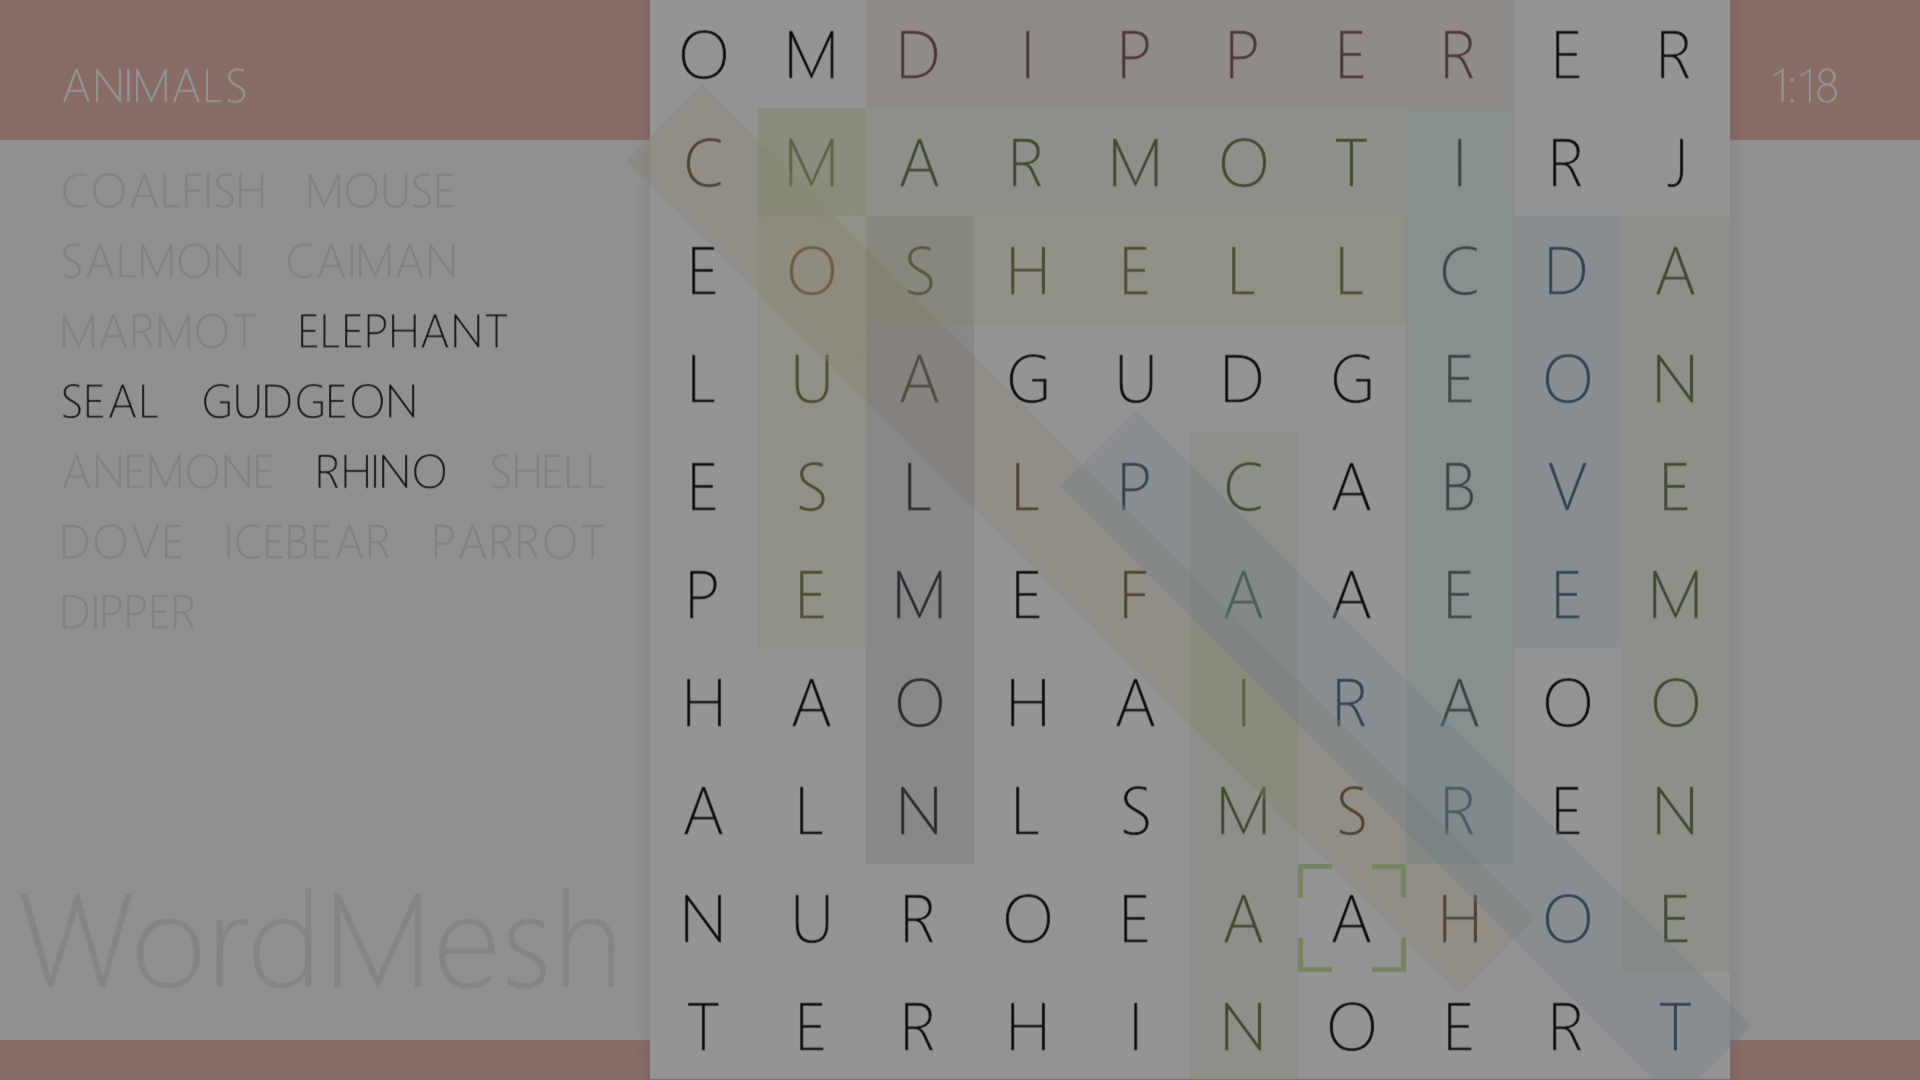 ANIMALS
1:18
COALFISH MOUSE
SALMON CAIMAN
MARMOT ELEPHANT
SEAL GUDGEON
ANEMONE RHINO SHELL
DOVE ICEBEAR PARROT
DIPPER
WordMesh
O M D I P P E R E R
C M A R M O T I R J
E O S H E L L C D A
L U A G U D G E O N
E S L L P C A B V E
P E M E F A A E E M
H A O H A I R A O O
A L N L S M S R E N
N U R O E A A H O E
T E R H I N O E R T